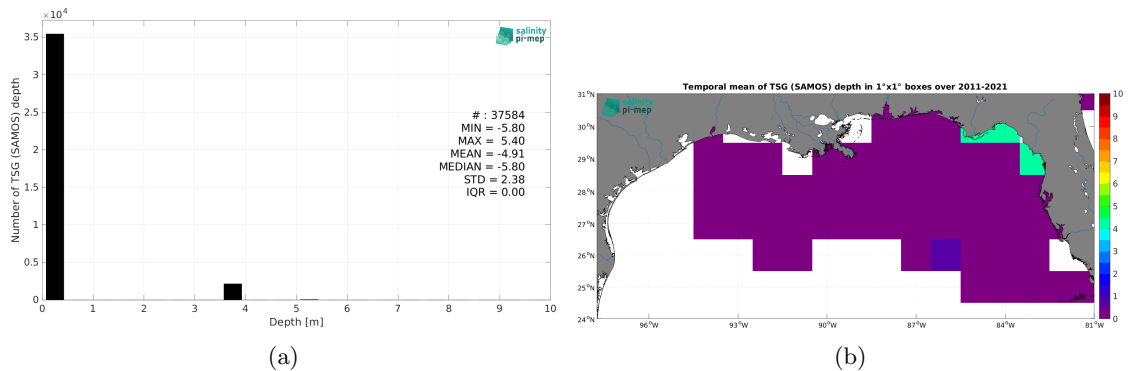 ×10⁴
salinity
pi-mep
Number of TSG (SAMOS) depth
3.5
3
2.5
2
1.5
1
0.5
0
# : 37584
MIN = -5.80
MAX = 5.40
MEAN = -4.91
MEDIAN = -5.80
STD = 2.38
IQR = 0.00
0 1 2 3 4 5 6 7 8 9 10
Depth [m]
(a)
Temporal mean of TSG (SAMOS) depth in 1°x1° boxes over 2011-2021
salinity
pi-mep
31°N
30°N
29°N
28°N
27°N
26°N
25°N
24°N
96°W 93°W 90°W 87°W 84°W 81°W
10
9
8
7
6
5
4
3
2
1
0
(b)